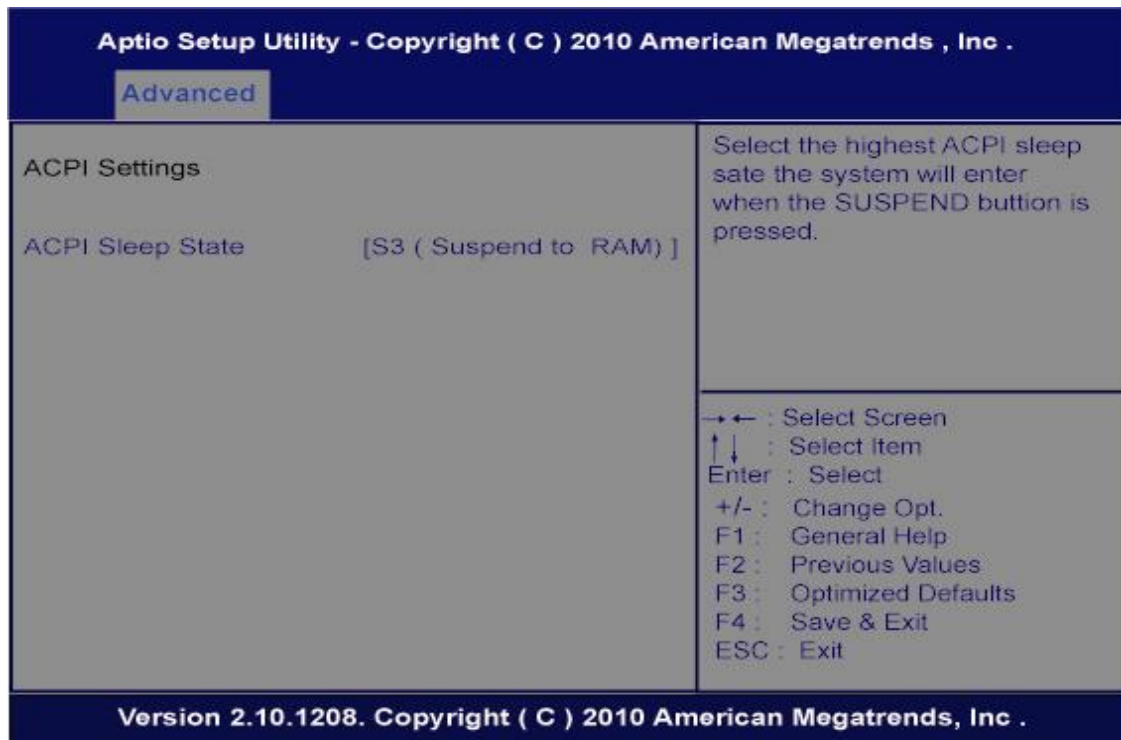 Aptio Setup Utility - Copyright ( C ) 2010 American Megatrends , Inc .
Advanced
ACPI Settings
ACPI Sleep State [S3 ( Suspend to RAM) ]
Select the highest ACPI sleep
sate the system will enter
when the SUSPEND buttion is
pressed.
→← : Select Screen
↑↓ : Select Item
Enter : Select
+/- : Change Opt.
F1 : General Help
F2 : Previous Values
F3 : Optimized Defaults
F4 : Save & Exit
ESC : Exit
Version 2.10.1208. Copyright ( C ) 2010 American Megatrends, Inc .